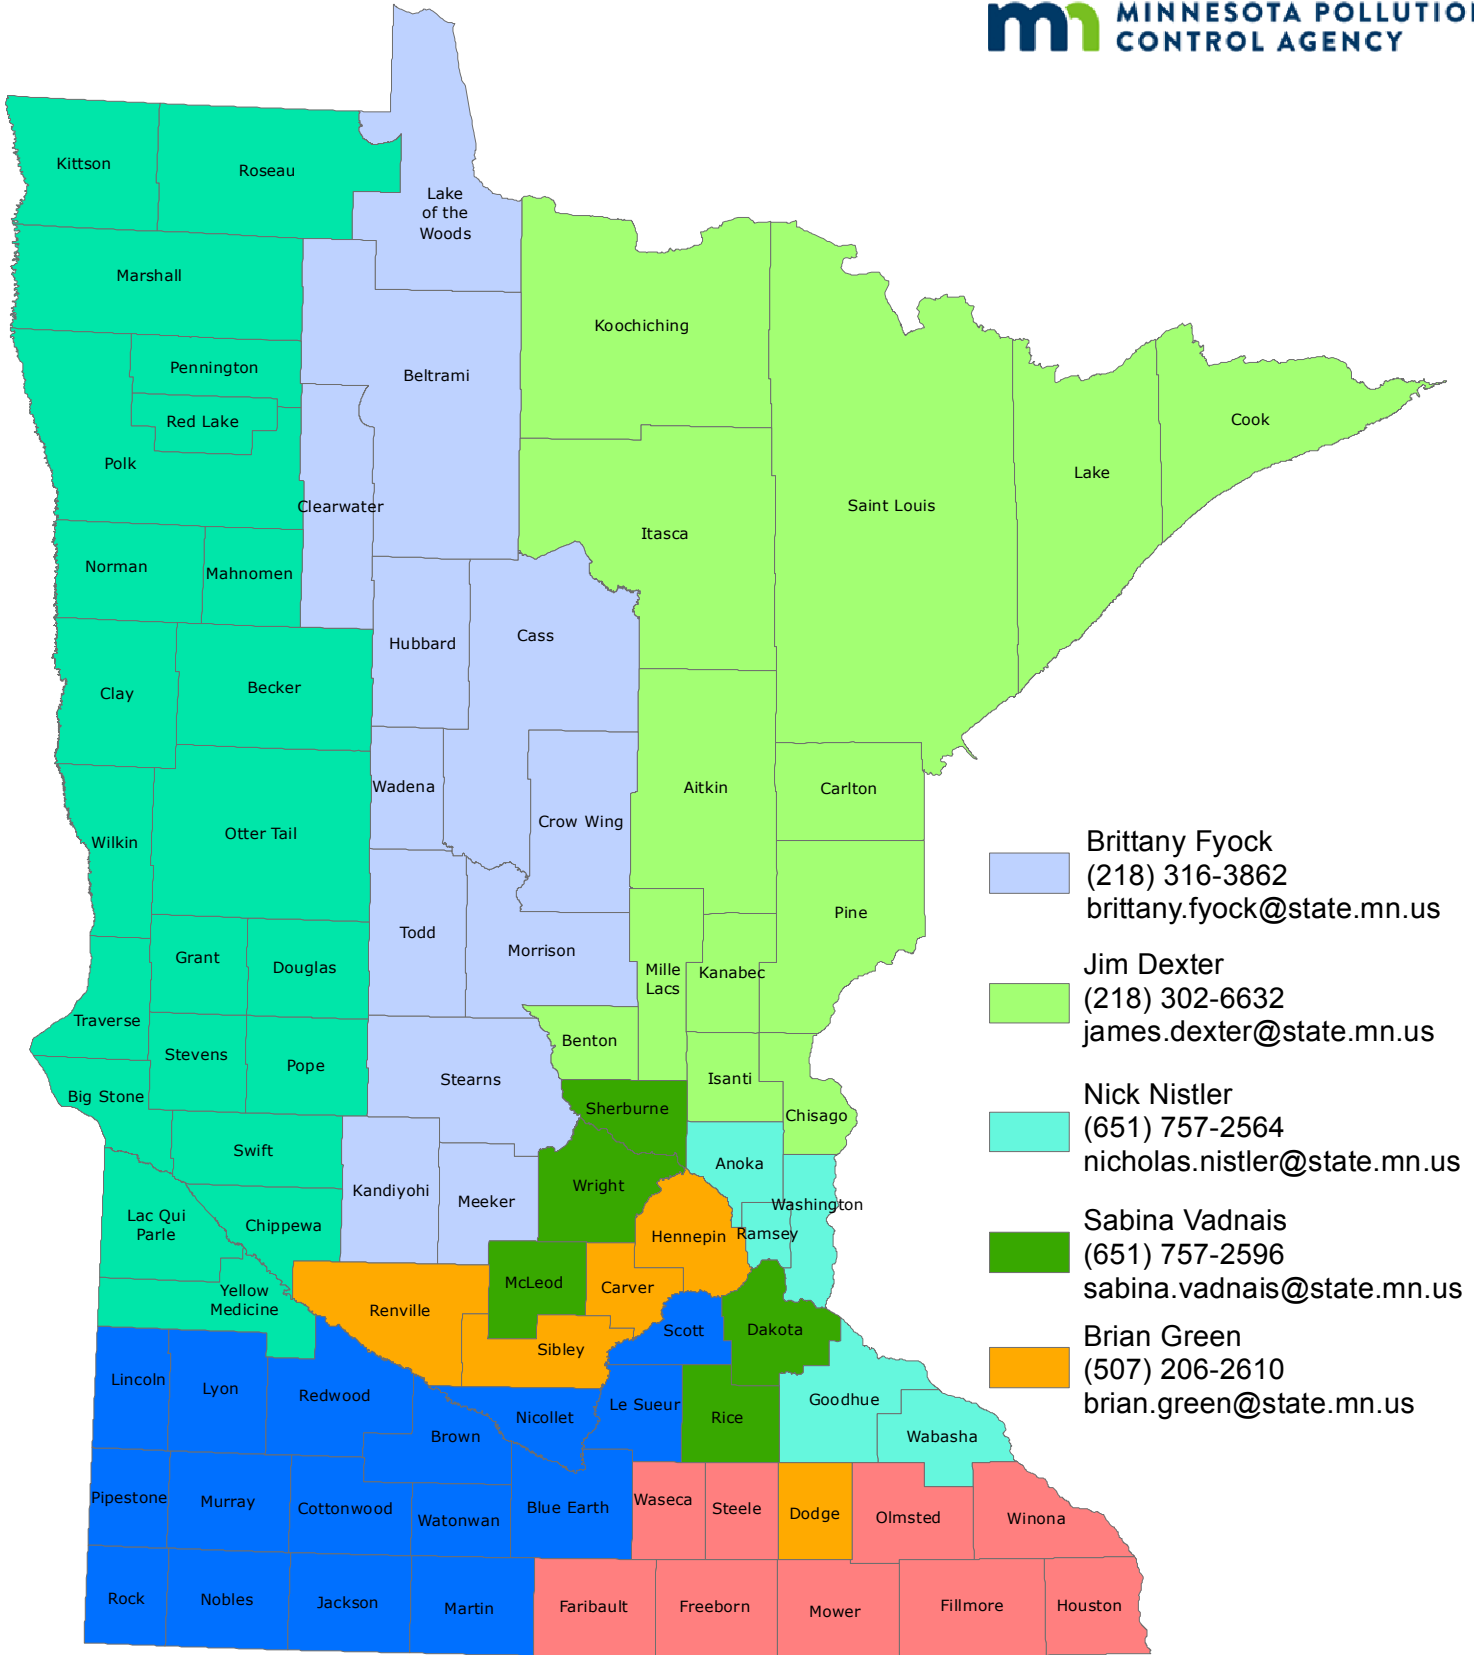 MINNESOTA POLLUTIO
CONTROL AGENCY
Kittson
Roseau
Lake
of the
Woods
Marshall
Koochiching
Pennington
Beltrami
Red Lake
Cook
Polk
Lake
Clearwater
Saint Louis
Itasca
Norman
Mahnomen
Hubbard
Cass
Clay
Becker
Wadena
Aitkin
Carlton
Crow Wing
Otter Tail
Wilkin
Pine
Todd
Morrison
Grant
Douglas
Mille
Lacs
Kanabec
Traverse
Benton
Stevens
Pope
Stearns
Isanti
Big Stone
Sherburne
Chisago
Swift
Anoka
Wright
Kandiyohi
Meeker
Washington
Lac Qui
Parle
Chippewa
Hennepin
Ramsey
McLeod
Carver
Yellow
Medicine
Renville
Scott
Dakota
Sibley
Lincoln
Lyon
Redwood
Goodhue
Le Sueur
Nicollet
Rice
Brown
Wabasha
Pipestone
Murray
Cottonwood
Watonwan
Blue Earth
Waseca
Steele
Dodge
Olmsted
Winona
Rock
Nobles
Jackson
Martin
Faribault
Freeborn
Mower
Fillmore
Houston
Brittany Fyock
(218) 316-3862
brittany.fyock@state.mn.us
Jim Dexter
(218) 302-6632
james.dexter@state.mn.us
Nick Nistler
(651) 757-2564
nicholas.nistler@state.mn.us
Sabina Vadnais
(651) 757-2596
sabina.vadnais@state.mn.us
Brian Green
(507) 206-2610
brian.green@state.mn.us